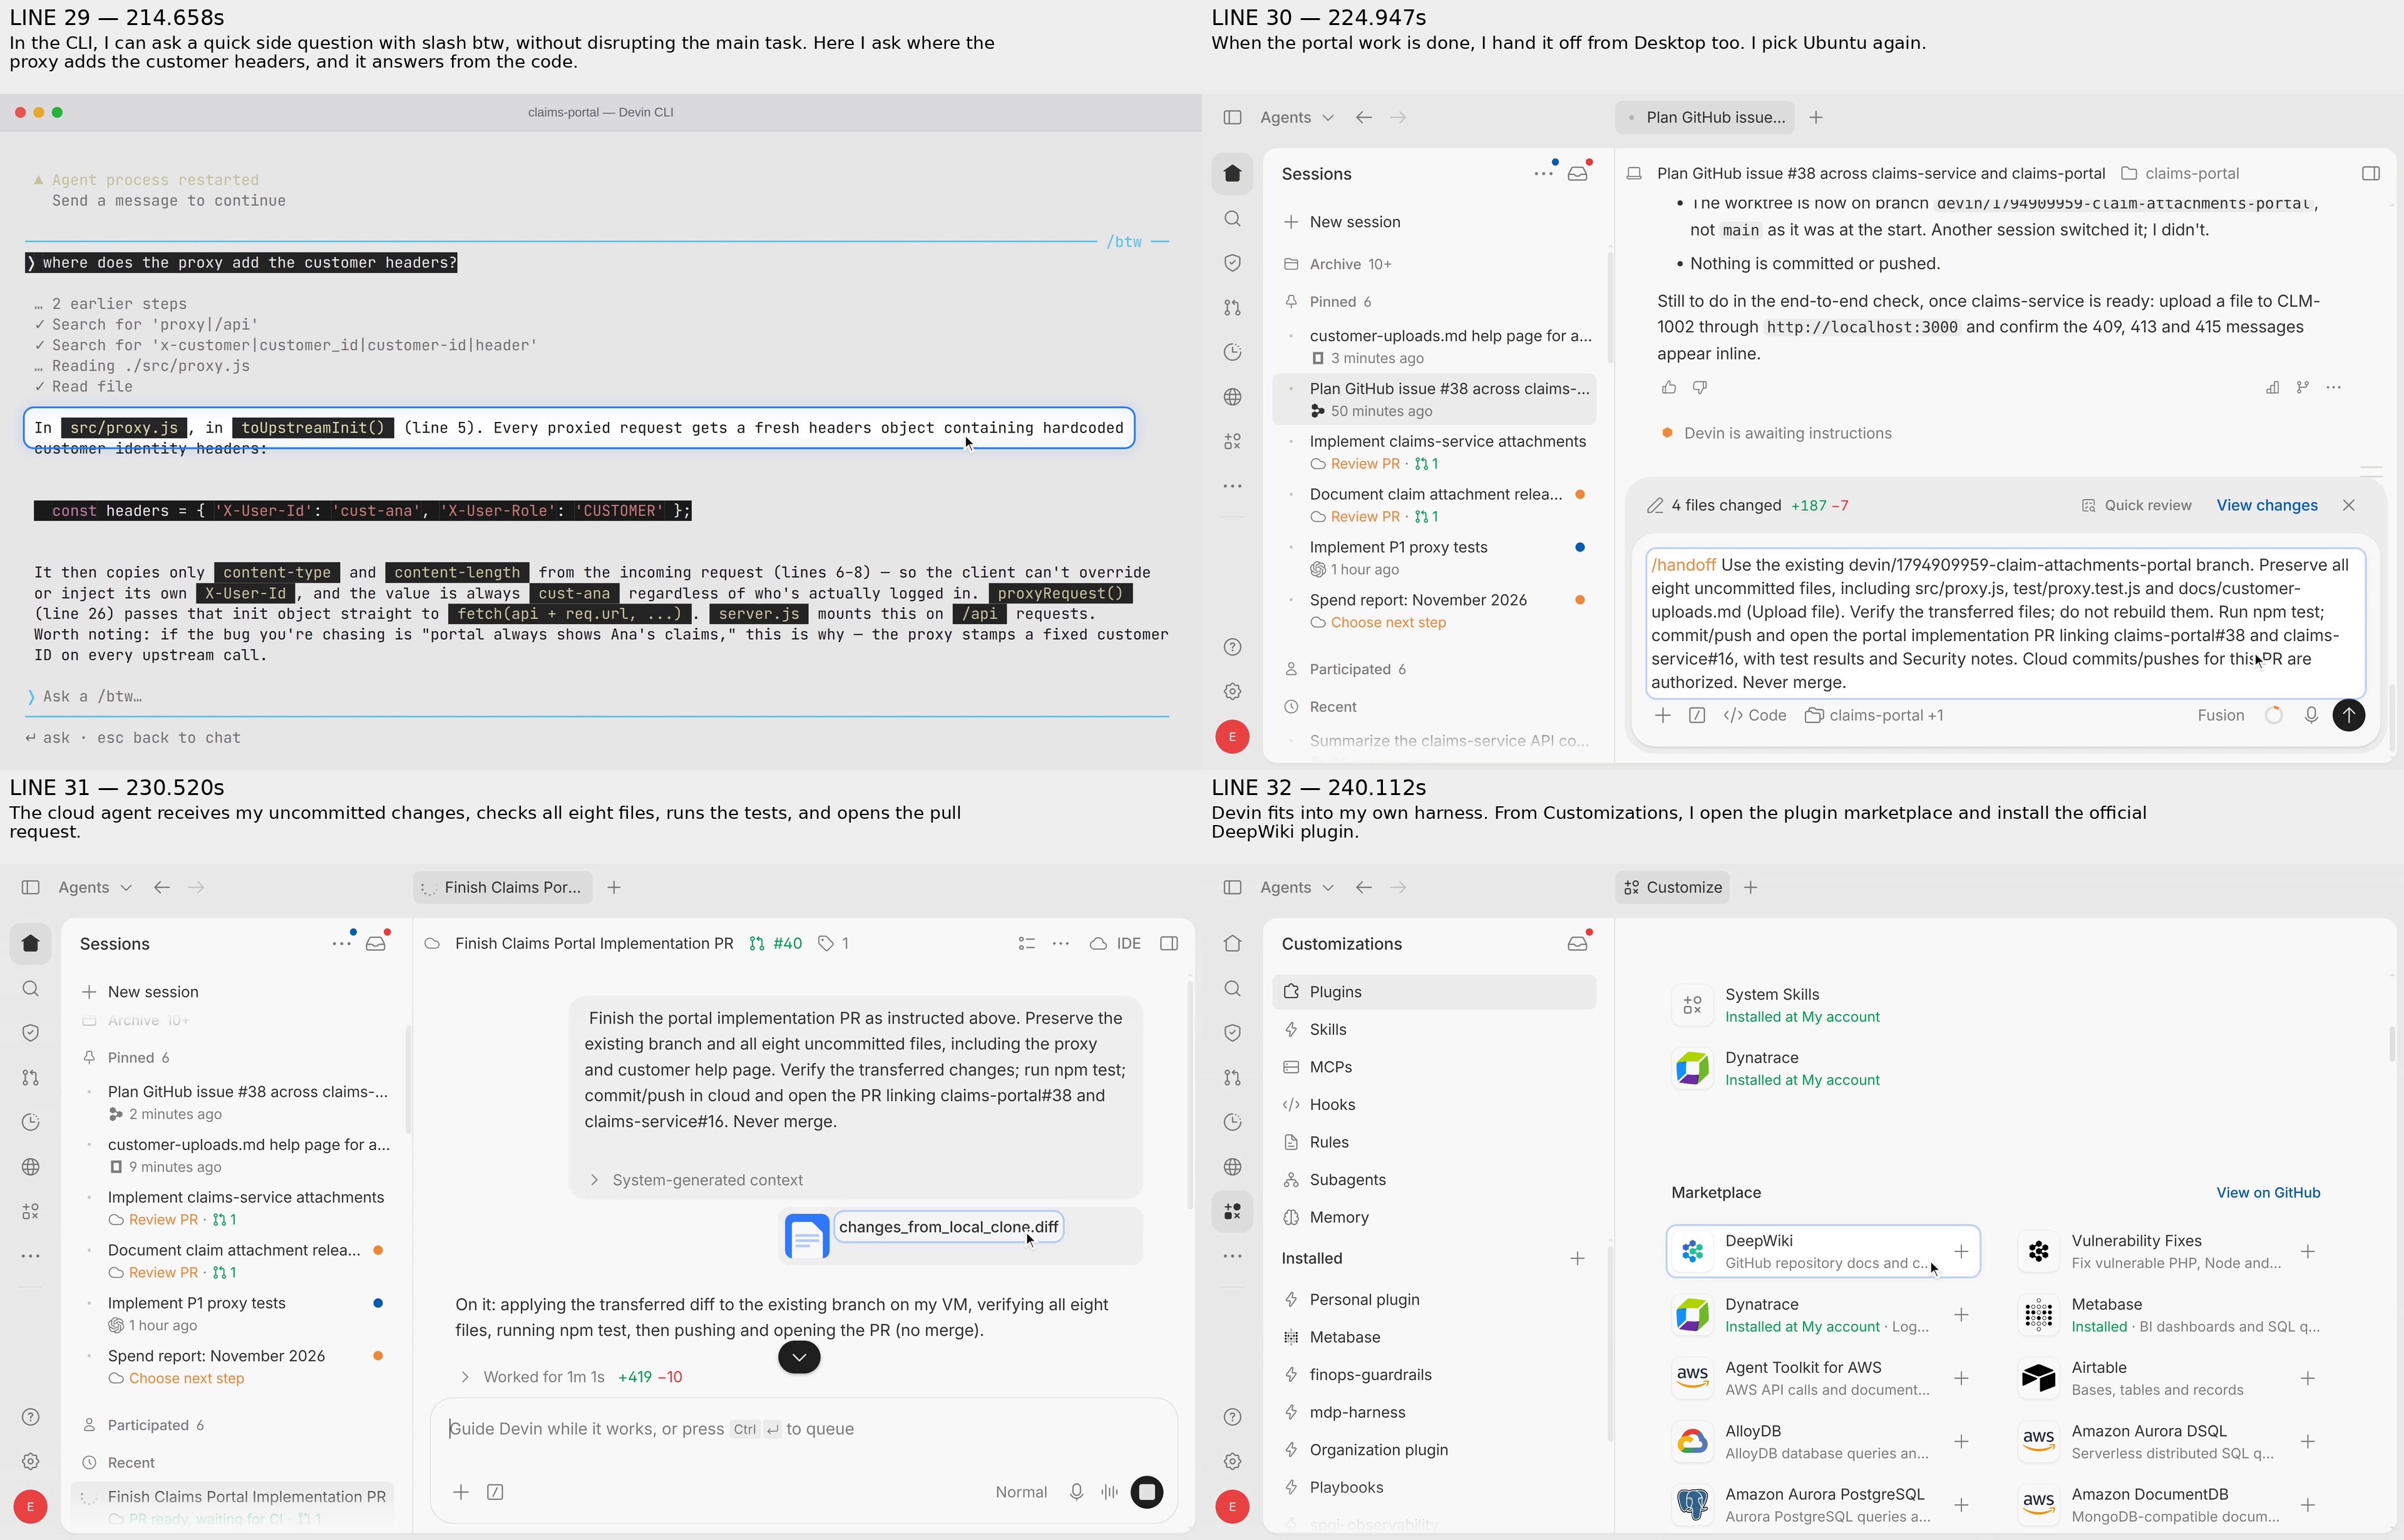 LINE 29 — 214.658s
In the CLI, I can ask a quick side question with slash btw, without disrupting the main task. Here I ask where the
proxy adds the customer headers, and it answers from the code.
claims-portal — Devin CLI
▲ Agent process restarted
Send a message to continue
/btw
❯ where does the proxy add the customer headers?
… 2 earlier steps
✓ Search for 'proxy|/api'
✓ Search for 'x-customer|customer_id|customer-id|header'
… Reading ./src/proxy.js
✓ Read file
In src/proxy.js, in toUpstreamInit() (line 5). Every proxied request gets a fresh headers object containing hardcoded
customer identity headers:
const headers = { 'X-User-Id': 'cust-ana', 'X-User-Role': 'CUSTOMER' };
It then copies only content-type and content-length from the incoming request (lines 6–8) — so the client can't override
or inject its own X-User-Id, and the value is always cust-ana regardless of who's actually logged in. proxyRequest()
(line 26) passes that init object straight to fetch(api + req.url, ...). server.js mounts this on /api requests.
Worth noting: if the bug you're chasing is "portal always shows Ana's claims," this is why — the proxy stamps a fixed customer
ID on every upstream call.
❯ Ask a /btw…
↵ ask · esc back to chat
LINE 30 — 224.947s
When the portal work is done, I hand it off from Desktop too. I pick Ubuntu again.
Agents
Plan GitHub issue...
Sessions
New session
Archive 10+
Pinned 6
customer-uploads.md help page for a...
3 minutes ago
Plan GitHub issue #38 across claims-...
50 minutes ago
Implement claims-service attachments
Review PR · 1
Document claim attachment relea...
Review PR · 1
Implement P1 proxy tests
1 hour ago
Spend report: November 2026
Choose next step
Participated 6
Recent
Summarize the claims-service API co...
E
Plan GitHub issue #38 across claims-service and claims-portal claims-portal
• The worktree is now on branch devin/1794909959-claim-attachments-portal,
not main as it was at the start. Another session switched it; I didn't.
• Nothing is committed or pushed.
Still to do in the end-to-end check, once claims-service is ready: upload a file to CLM-
1002 through http://localhost:3000 and confirm the 409, 413 and 415 messages
appear inline.
Devin is awaiting instructions
4 files changed +187 −7 Quick review View changes
/handoff Use the existing devin/1794909959-claim-attachments-portal branch. Preserve all
eight uncommitted files, including src/proxy.js, test/proxy.test.js and docs/customer-
uploads.md (Upload file). Verify the transferred files; do not rebuild them. Run npm test;
commit/push and open the portal implementation PR linking claims-portal#38 and claims-
service#16, with test results and Security notes. Cloud commits/pushes for this PR are
authorized. Never merge.
Code claims-portal +1 Fusion
LINE 31 — 230.520s
The cloud agent receives my uncommitted changes, checks all eight files, runs the tests, and opens the pull
request.
Agents
Finish Claims Por...
Sessions
New session
Archive 10+
Pinned 6
Plan GitHub issue #38 across claims-...
2 minutes ago
customer-uploads.md help page for a...
9 minutes ago
Implement claims-service attachments
Review PR · 1
Document claim attachment relea...
Review PR · 1
Implement P1 proxy tests
1 hour ago
Spend report: November 2026
Choose next step
Participated 6
Recent
Finish Claims Portal Implementation PR
PR ready, waiting for CI · 1
E
Finish Claims Portal Implementation PR #40 1 IDE
Finish the portal implementation PR as instructed above. Preserve the
existing branch and all eight uncommitted files, including the proxy
and customer help page. Verify the transferred changes; run npm test;
commit/push in cloud and open the PR linking claims-portal#38 and
claims-service#16. Never merge.
System-generated context
changes_from_local_clone.diff
On it: applying the transferred diff to the existing branch on my VM, verifying all eight
files, running npm test, then pushing and opening the PR (no merge).
Worked for 1m 1s +419 −10
Guide Devin while it works, or press Ctrl ↵ to queue
Normal
LINE 32 — 240.112s
Devin fits into my own harness. From Customizations, I open the plugin marketplace and install the official
DeepWiki plugin.
Agents
Customize
Customizations
Plugins
Skills
MCPs
Hooks
Rules
Subagents
Memory
Installed
Personal plugin
Metabase
finops-guardrails
mdp-harness
Organization plugin
Playbooks
spgi-observability
E
System Skills
Installed at My account
Dynatrace
Installed at My account
Marketplace View on GitHub
DeepWiki
GitHub repository docs and c...
Vulnerability Fixes
Fix vulnerable PHP, Node and...
Dynatrace
Installed at My account · Log...
Metabase
Installed · BI dashboards and SQL q...
aws
Agent Toolkit for AWS
AWS API calls and document...
Airtable
Bases, tables and records
AlloyDB
AlloyDB database queries an...
aws
Amazon Aurora DSQL
Serverless distributed SQL q...
Amazon Aurora PostgreSQL
Aurora PostgreSQL queries a...
aws
Amazon DocumentDB
MongoDB-compatible docum...